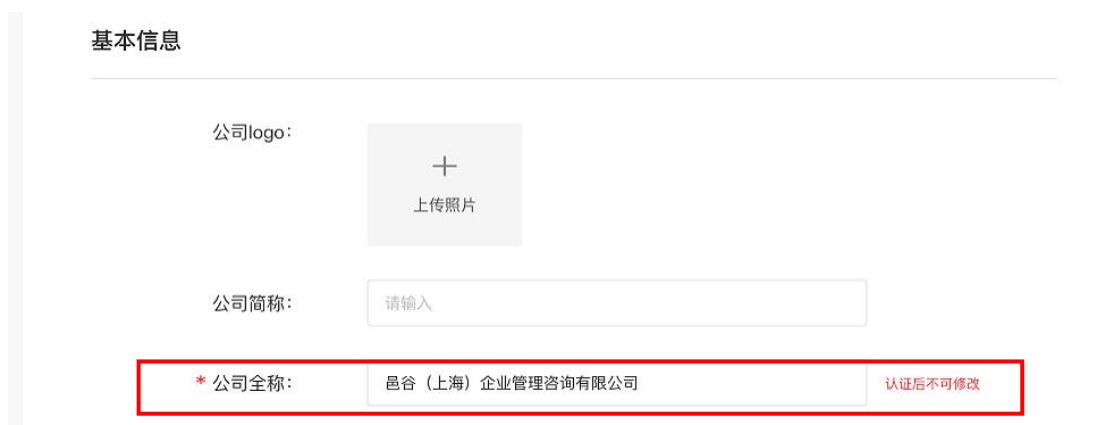 基本信息
公司logo：
上传照片
公司简称：
请输入
* 公司全称：
邑谷（上海）企业管理咨询有限公司
认证后不可修改